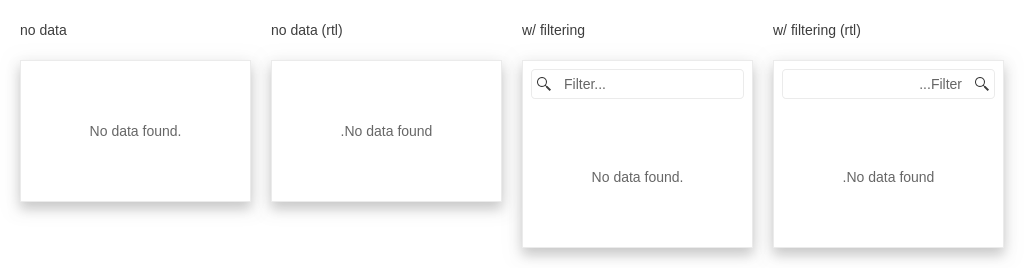 no data
No data found.
no data (rtl)
.No data found
w/ filtering
Filter...
No data found.
w/ filtering (rtl)
...Filter
.No data found